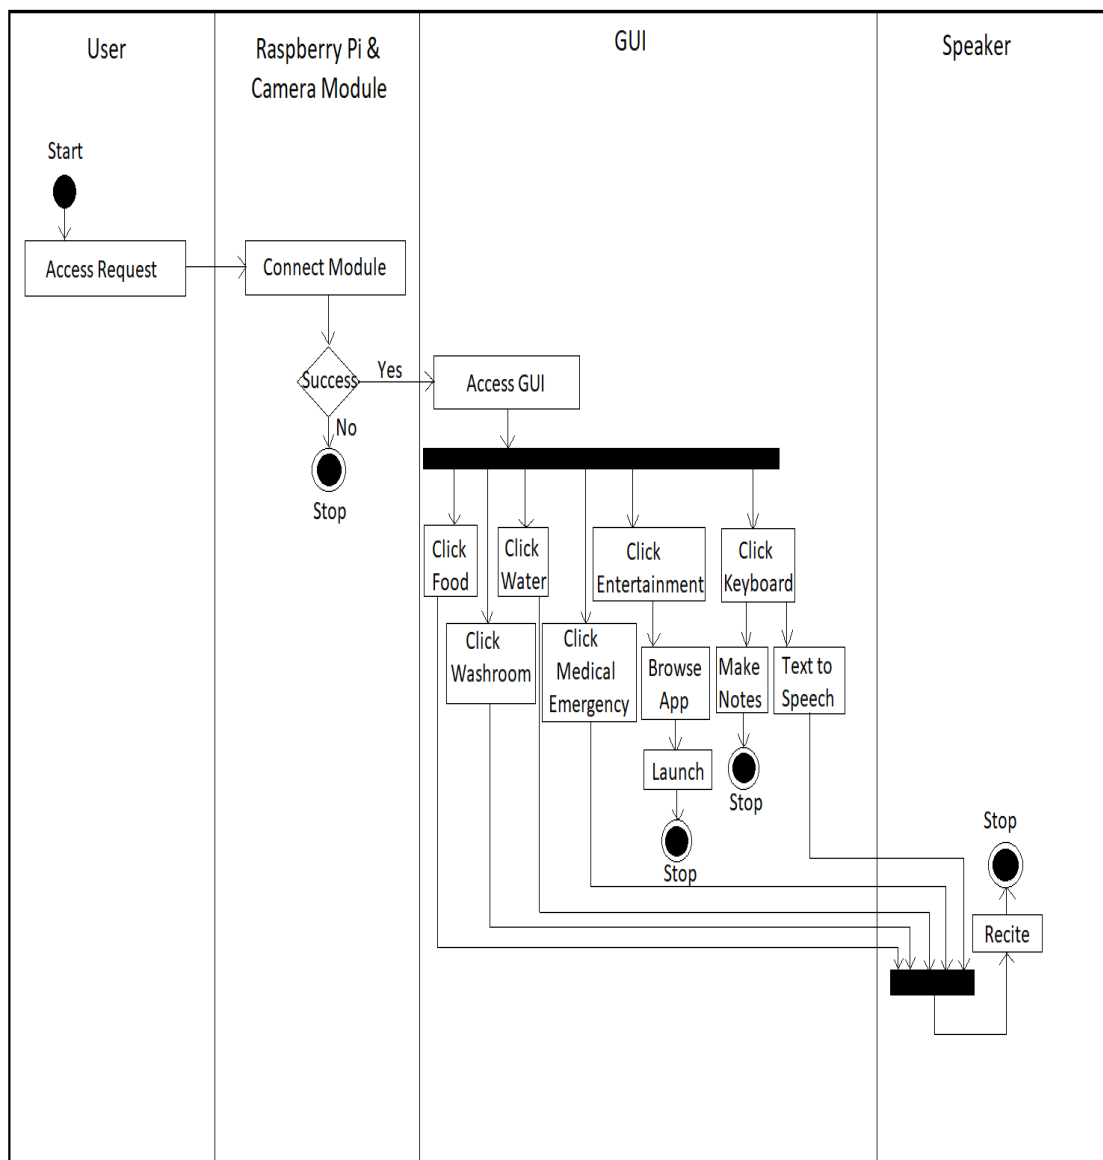 User
Raspberry Pi &
Camera Module
GUI
Speaker
Start
Access Request
Connect Module
Success
Yes
No
Stop
Access GUI
Click
Food
Click
Water
Click
Entertainment
Click
Keyboard
Click
Washroom
Click
Medical
Emergency
Browse
App
Make
Notes
Text to
Speech
Launch
Stop
Stop
Stop
Recite